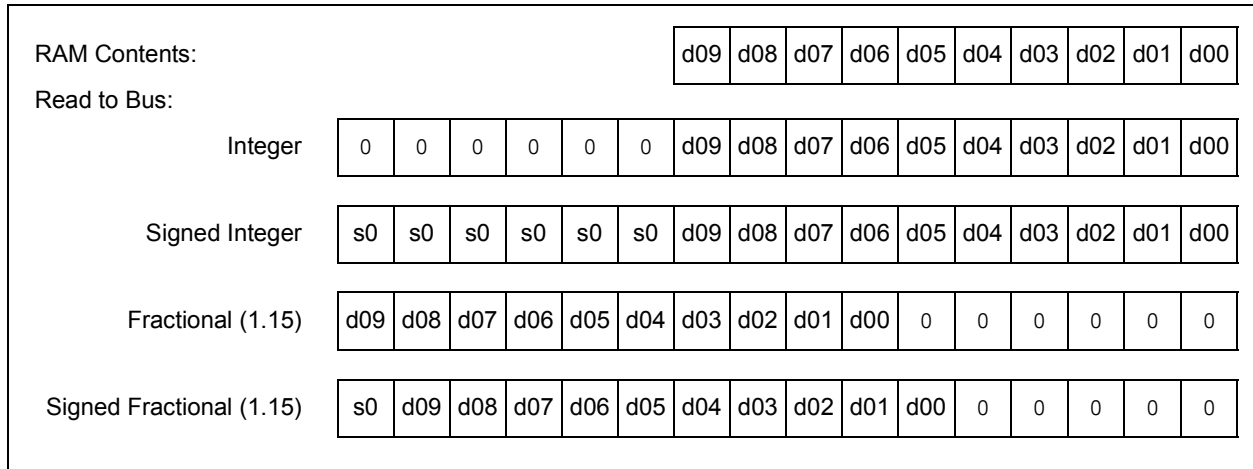 RAM Contents: d09 d08 d07 d06 d05 d04 d03 d02 d01 d00
Read to Bus:
Integer 0 0 0 0 0 0 d09 d08 d07 d06 d05 d04 d03 d02 d01 d00
Signed Integer s0 s0 s0 s0 s0 s0 d09 d08 d07 d06 d05 d04 d03 d02 d01 d00
Fractional (1.15) d09 d08 d07 d06 d05 d04 d03 d02 d01 d00 0 0 0 0 0 0
Signed Fractional (1.15) s0 d09 d08 d07 d06 d05 d04 d03 d02 d01 d00 0 0 0 0 0